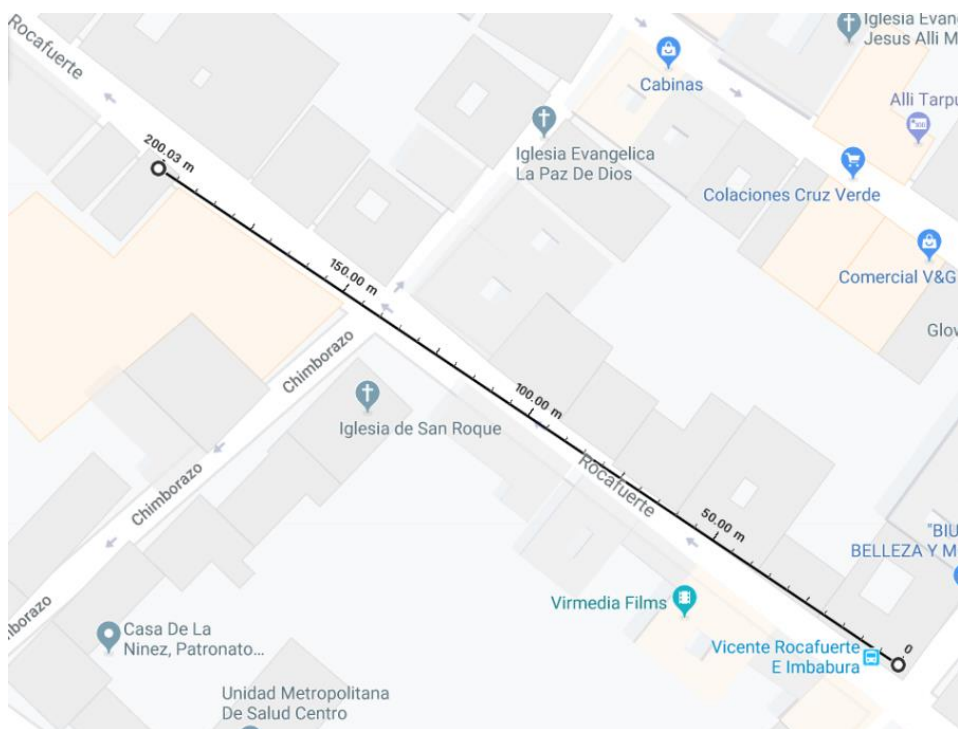 Rocafuerte
Iglesia Evan
Jesus Alli M
Cabinas
Alli Tarpu
200.03 m
Iglesia Evangelica
La Paz De Dios
Colaciones Cruz Verde
150.00 m
Comercial V&G
Glov
Chimborazo
100.00 m
Iglesia de San Roque
Rocafuerte
Chimborazo
50.00 m
"BIU
BELLEZA Y M
Virmedia Films
mborazo
Casa De La
Ninez, Patronato...
Vicente Rocafuerte
E Imbabura
0
Unidad Metropolitana
De Salud Centro